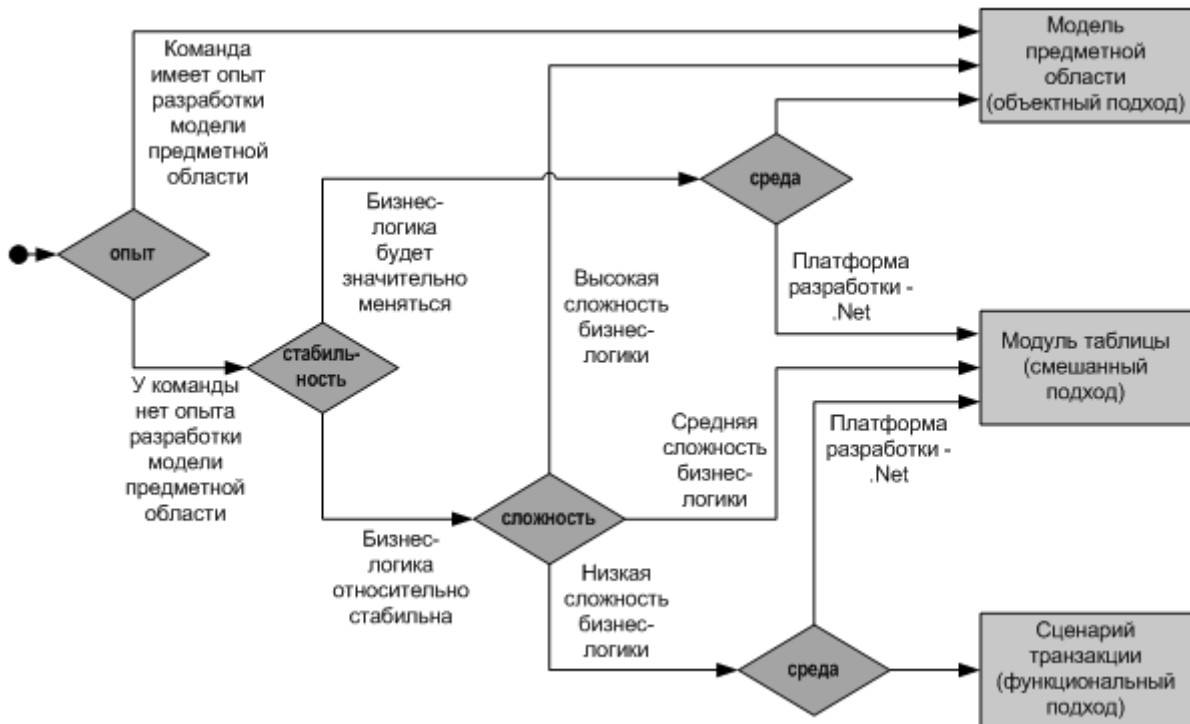 Команда
имеет опыт
разработки
модели
предметной
области
Модель
предметной
области
(объектный подход)
среда
опыт
Бизнес-
логика
будет
значительно
меняться
Высокая
сложность
бизнес-
логики
Платформа
разработки -
.Net
стабиль-
ность
Модуль таблицы
(смешанный
подход)
У команды
нет опыта
разработки
модели
предметной
области
Средняя
сложность
бизнес-
логики
Платформа
разработки -
.Net
сложность
Бизнес-
логика
относительно
стабильна
Низкая
сложность
бизнес-
логики
среда
Сценарий
транзакции
(функциональный
подход)